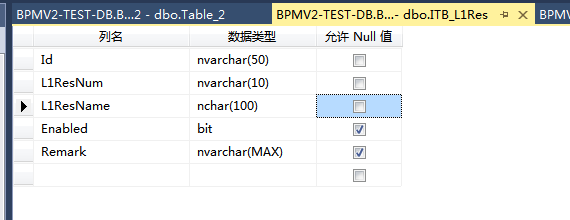 BPMV2-TEST-DB.B...2 - dbo.Table_2
BPMV2-TEST-DB.B...- dbo.ITB_L1Res
BPMV
列名 数据类型 允许 Null 值
Id nvarchar(50)
L1ResNum nvarchar(10)
L1ResName nchar(100)
Enabled bit
Remark nvarchar(MAX)